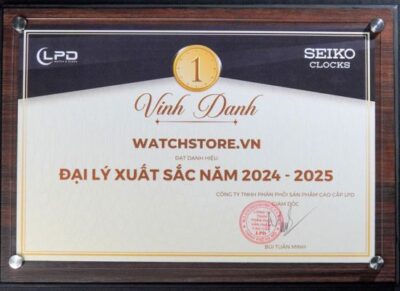 LPD
SEIKO
CLOCKS
1
Vinh Danh
WATCHSTORE.VN
ĐẠT DANH HIỆU
ĐẠI LÝ XUẤT SẮC NĂM 2024 - 2025
CÔNG TY TNHH PHÂN PHỐI SẢN PHẨM CAO CẤP LPD
GIÁM ĐỐC
LPD
BÙI TUẤN MINH